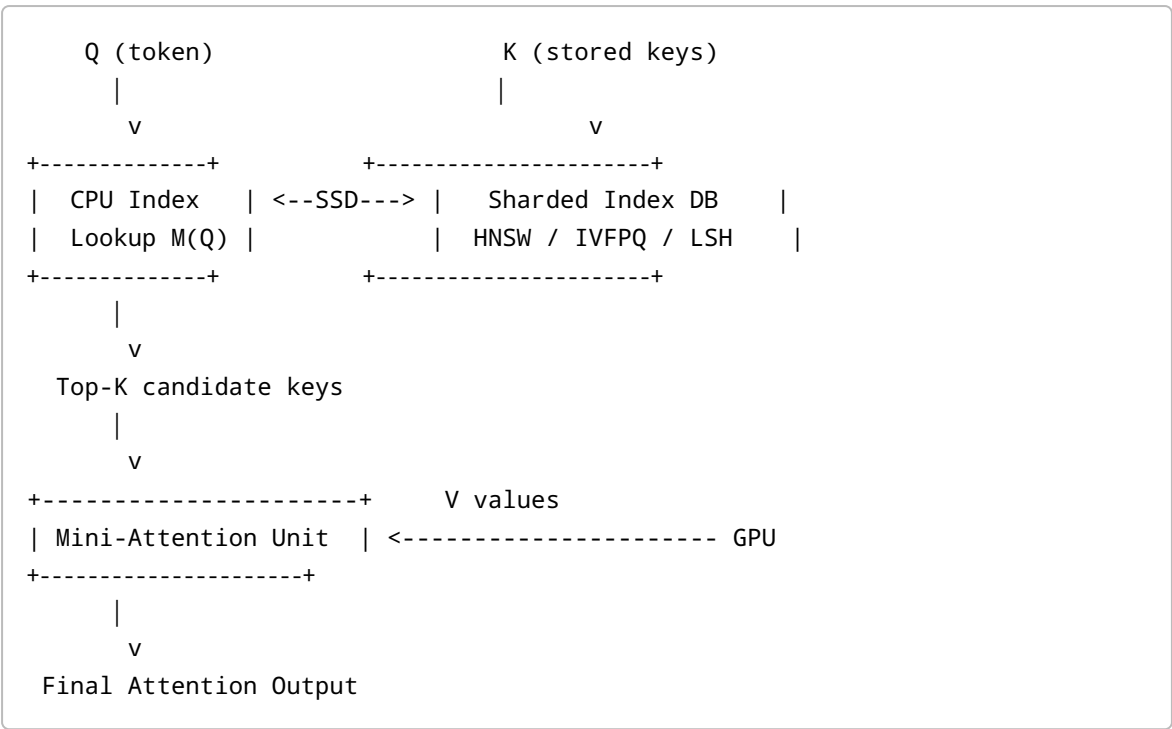 Q (token)                    K (stored keys)
      |                          |
       v                              v
+--------------+          +-----------------------+
|  CPU Index   | <--SSD---> |   Sharded Index DB     |
|  Lookup M(Q) |            |  HNSW / IVFPQ / LSH    |
+--------------+          +-----------------------+
      |
       v
  Top-K candidate keys
      |
       v
+----------------------+     V values
| Mini-Attention Unit  | <---------------------- GPU
+----------------------+
      |
       v
 Final Attention Output